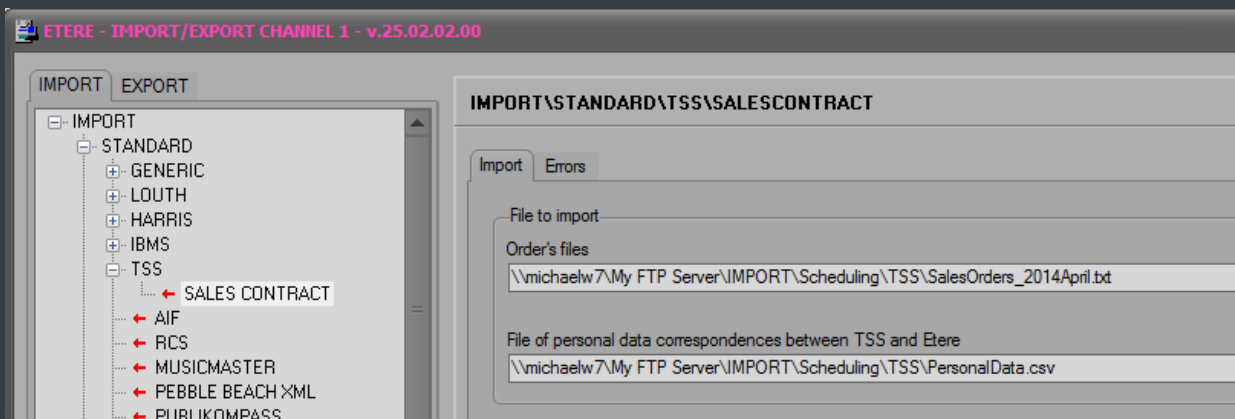 ETERE - IMPORT/EXPORT CHANNEL 1 - v.25.02.02.00
IMPORT
EXPORT
IMPORT
STANDARD
GENERIC
LOUTH
HARRIS
IBMS
TSS
SALES CONTRACT
AIF
RCS
MUSICMASTER
PEBBLE BEACH XML
PUBLIKOMPASS
IMPORT\STANDARD\TSS\SALESCONTRACT
Import
Errors
File to import
Order's files
\\michaelw7\My FTP Server\IMPORT\Scheduling\TSS\SalesOrders_2014April.txt
File of personal data correspondences between TSS and Etere
\\michaelw7\My FTP Server\IMPORT\Scheduling\TSS\PersonalData.csv